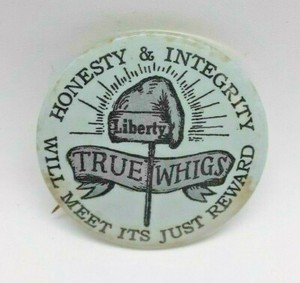 HONESTY & INTEGRITY
Liberty
TRUE WHIGS
WILL MEET ITS JUST REWARD